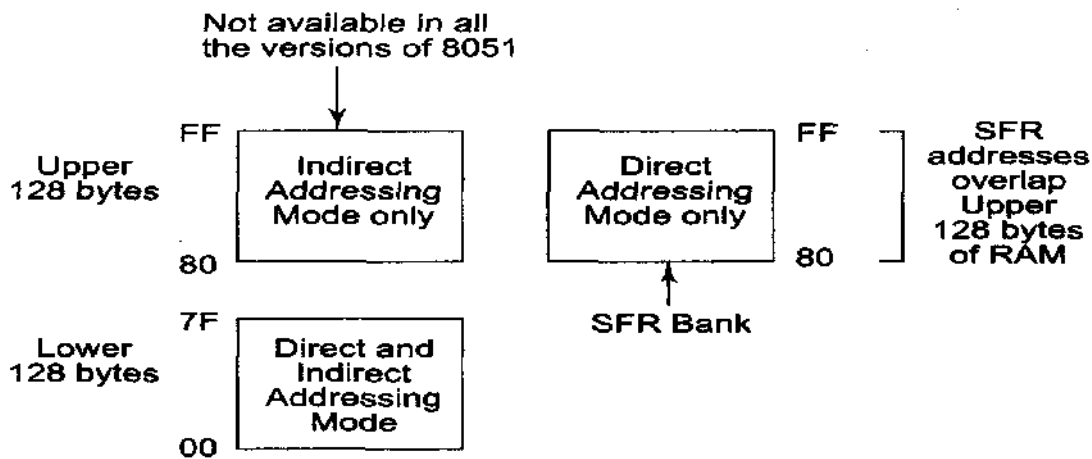 Not available in all
the versions of 8051
FF
Upper
128 bytes
Indirect
Addressing
Mode only
80
Direct
Addressing
Mode only
FF
80
SFR
addresses
overlap
Upper
128 bytes
of RAM
SFR Bank
7F
Lower
128 bytes
Direct and
Indirect
Addressing
Mode
00